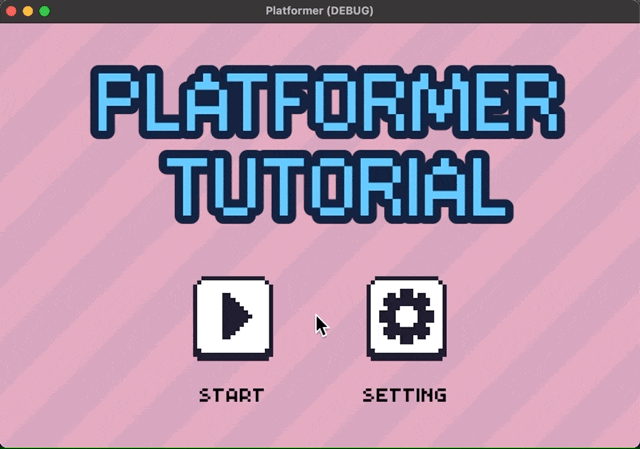 Platformer (DEBUG)
PLATFORMER
TUTORIAL
START SETTING